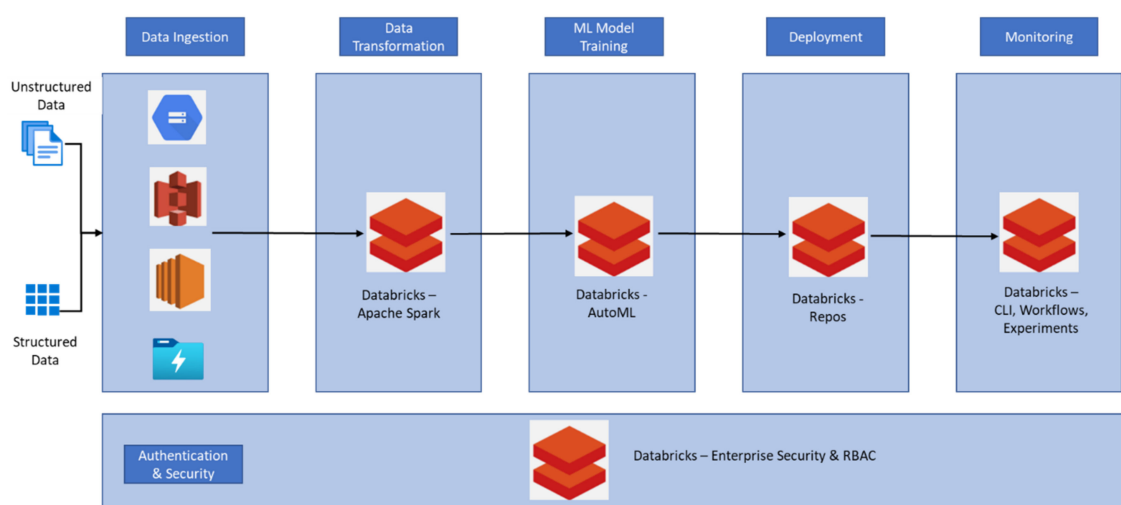 Data Ingestion
Data
Transformation
ML Model
Training
Deployment
Monitoring
Unstructured
Data
Structured
Data
Databricks –
Apache Spark
Databricks -
AutoML
Databricks -
Repos
Databricks –
CLI, Workflows,
Experiments
Authentication
& Security
Databricks – Enterprise Security & RBAC